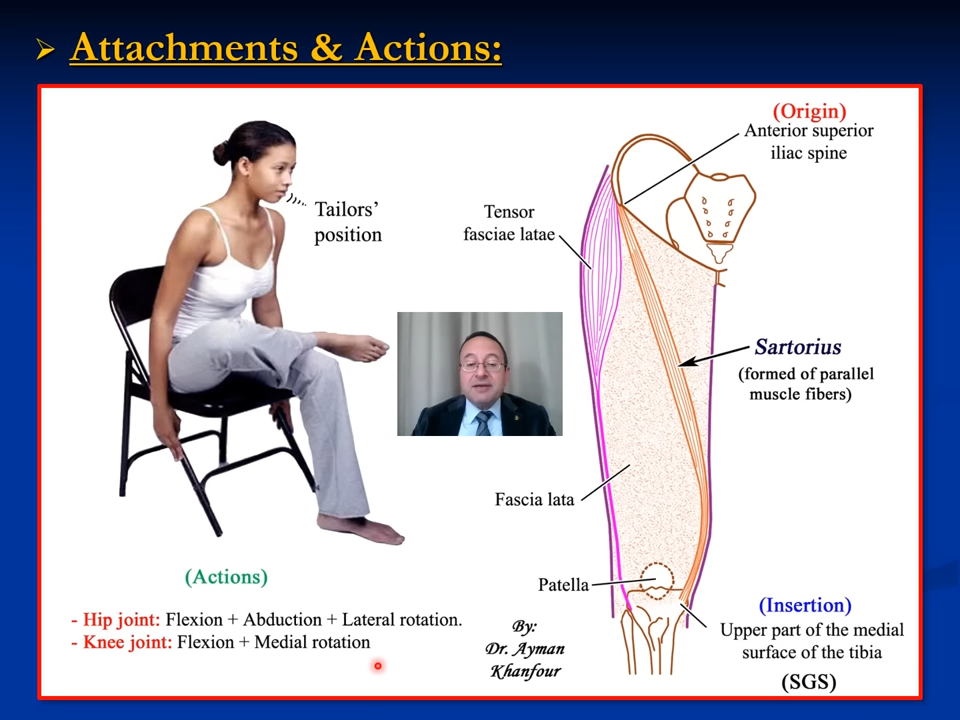 Attachments & Actions:
(Origin)
Anterior superior
iliac spine
Tailors’
position
Tensor
fasciae latae
Sartorius
(formed of parallel
muscle fibers)
Fascia lata
Patella
(Actions)
- Hip joint: Flexion + Abduction + Lateral rotation.
- Knee joint: Flexion + Medial rotation
By:
Dr. Ayman
Khanfour
(Insertion)
Upper part of the medial
surface of the tibia
(SGS)